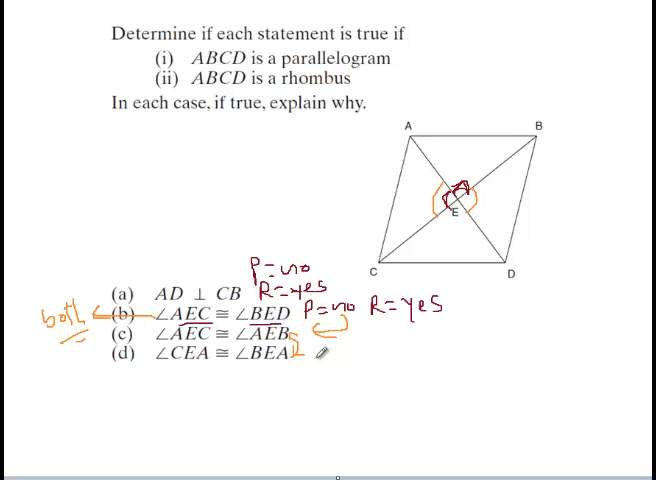 Determine if each statement is true if
(i) ABCD is a parallelogram
(ii) ABCD is a rhombus
In each case, if true, explain why.
A B
E
C D
P=no
(a) AD ⊥ CB R=yes
both (b) ∠AEC ≅ ∠BED P=no R=yes
(c) ∠AEC ≅ ∠AEB
(d) ∠CEA ≅ ∠BEA